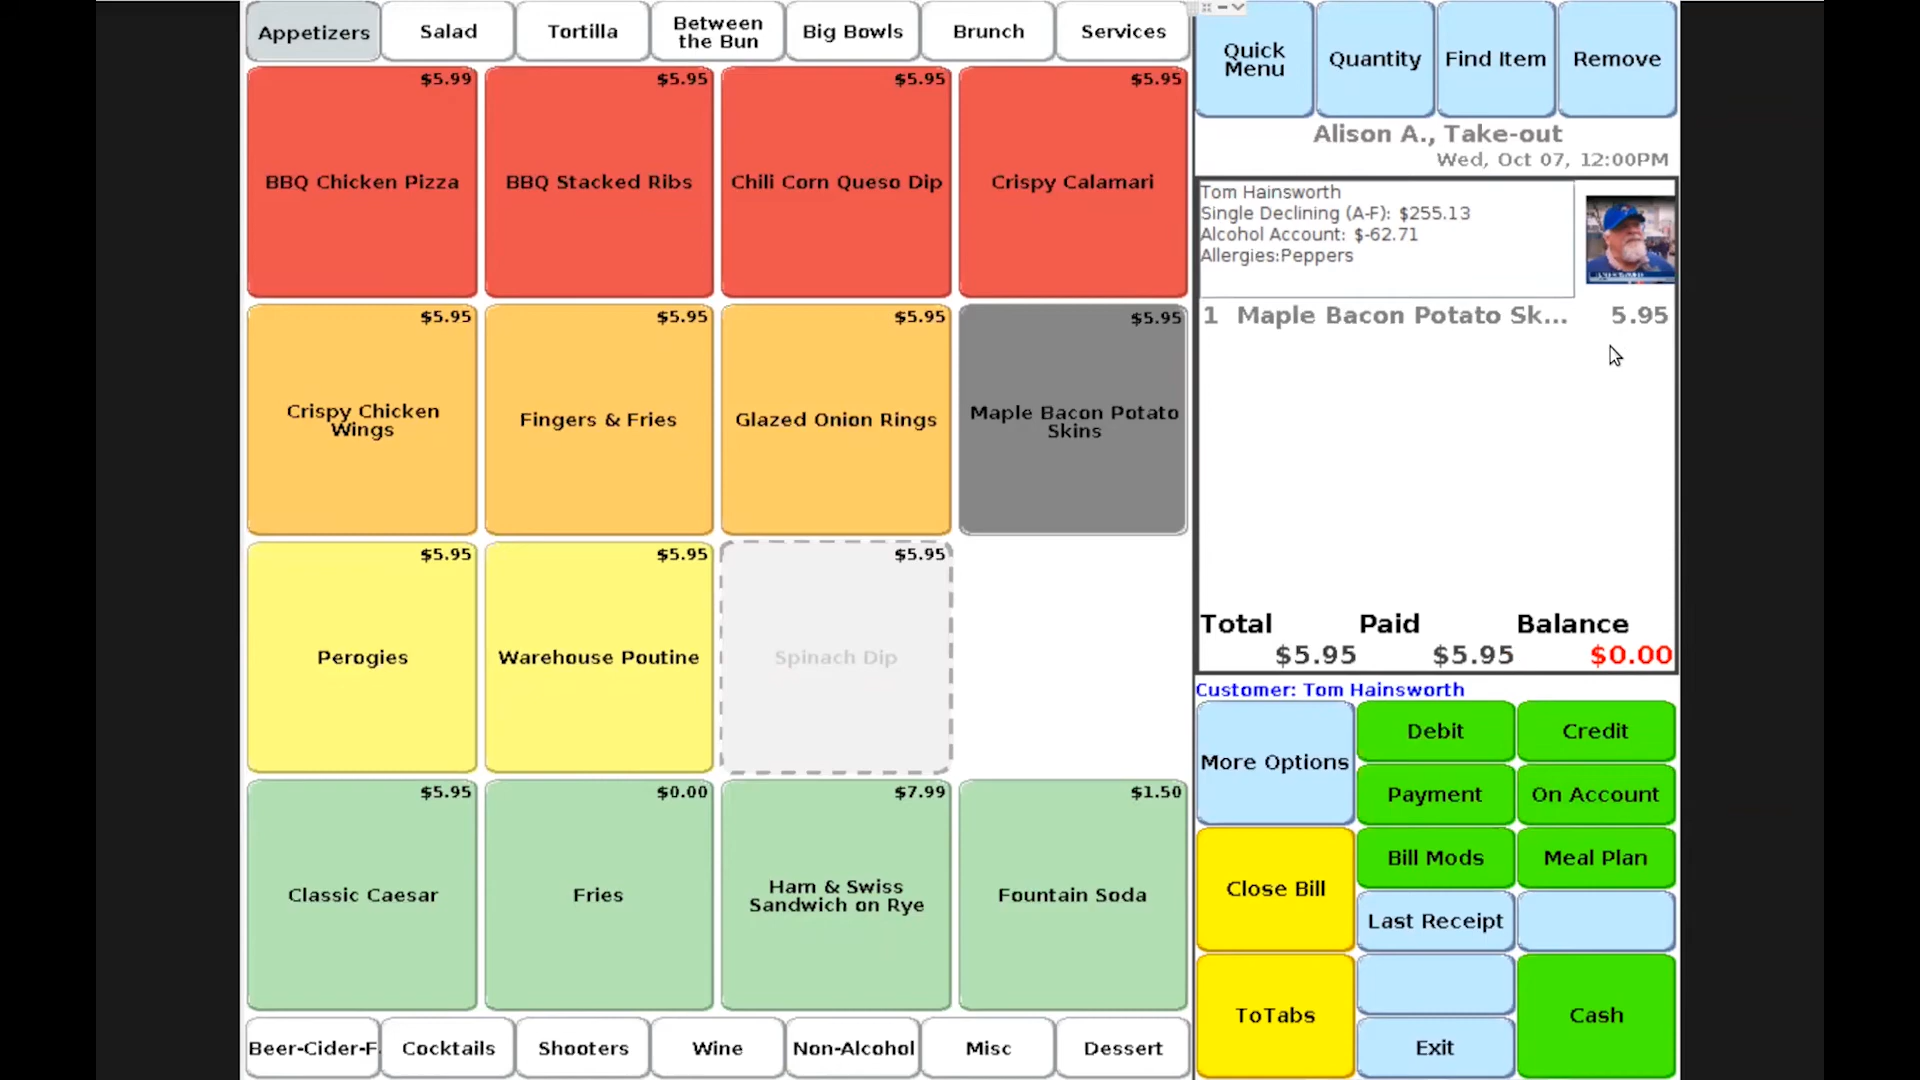 Appetizers
Salad
Tortilla
Between
the Bun
Big Bowls
Brunch
Services
Quick
Menu
Quantity
Find Item
Remove
$5.99
BBQ Chicken Pizza
$5.95
BBQ Stacked Ribs
$5.95
Chili Corn Queso Dip
$5.95
Crispy Calamari
Alison A., Take-out
Wed, Oct 07, 12:00PM
Tom Hainsworth
Single Declining (A-F): $255.13
Alcohol Account: $-62.71
Allergies:Peppers
1 Maple Bacon Potato Sk... 5.95
$5.95
Crispy Chicken
Wings
$5.95
Fingers & Fries
$5.95
Glazed Onion Rings
$5.95
Maple Bacon Potato
Skins
$5.95
Perogies
$5.95
Warehouse Poutine
$5.95
Spinach Dip
Total Paid Balance
$5.95 $5.95 $0.00
Customer: Tom Hainsworth
More Options
Debit
Credit
Payment
On Account
Close Bill
Bill Mods
Meal Plan
Last Receipt
ToTabs
Exit
Cash
$5.95
Classic Caesar
$0.00
Fries
$7.99
Ham & Swiss
Sandwich on Rye
$1.50
Fountain Soda
Beer-Cider-F
Cocktails
Shooters
Wine
Non-Alcohol
Misc
Dessert